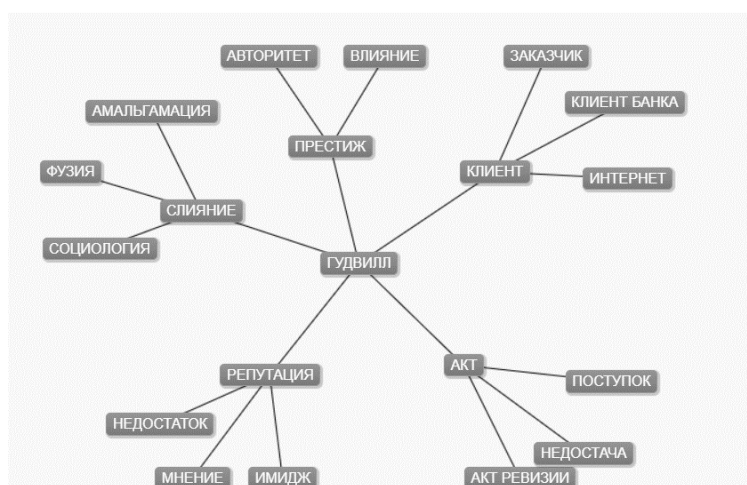 АВТОРИТЕТ
ВЛИЯНИЕ
ЗАКАЗЧИК
АМАЛЬГАМАЦИЯ
КЛИЕНТ БАНКА
ПРЕСТИЖ
ФУЗИЯ
КЛИЕНТ
ИНТЕРНЕТ
СЛИЯНИЕ
СОЦИОЛОГИЯ
ГУДВИЛЛ
РЕПУТАЦИЯ
АКТ
ПОСТУПОК
НЕДОСТАТОК
НЕДОСТАЧА
МНЕНИЕ
ИМИДЖ
АКТ РЕВИЗИИ